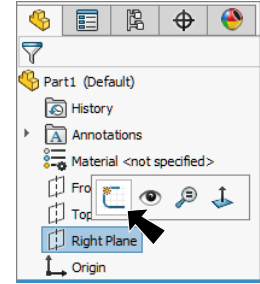 Part1 (Default)
History
Annotations
Material <not specified>
Fro
Top
Right Plane
Origin